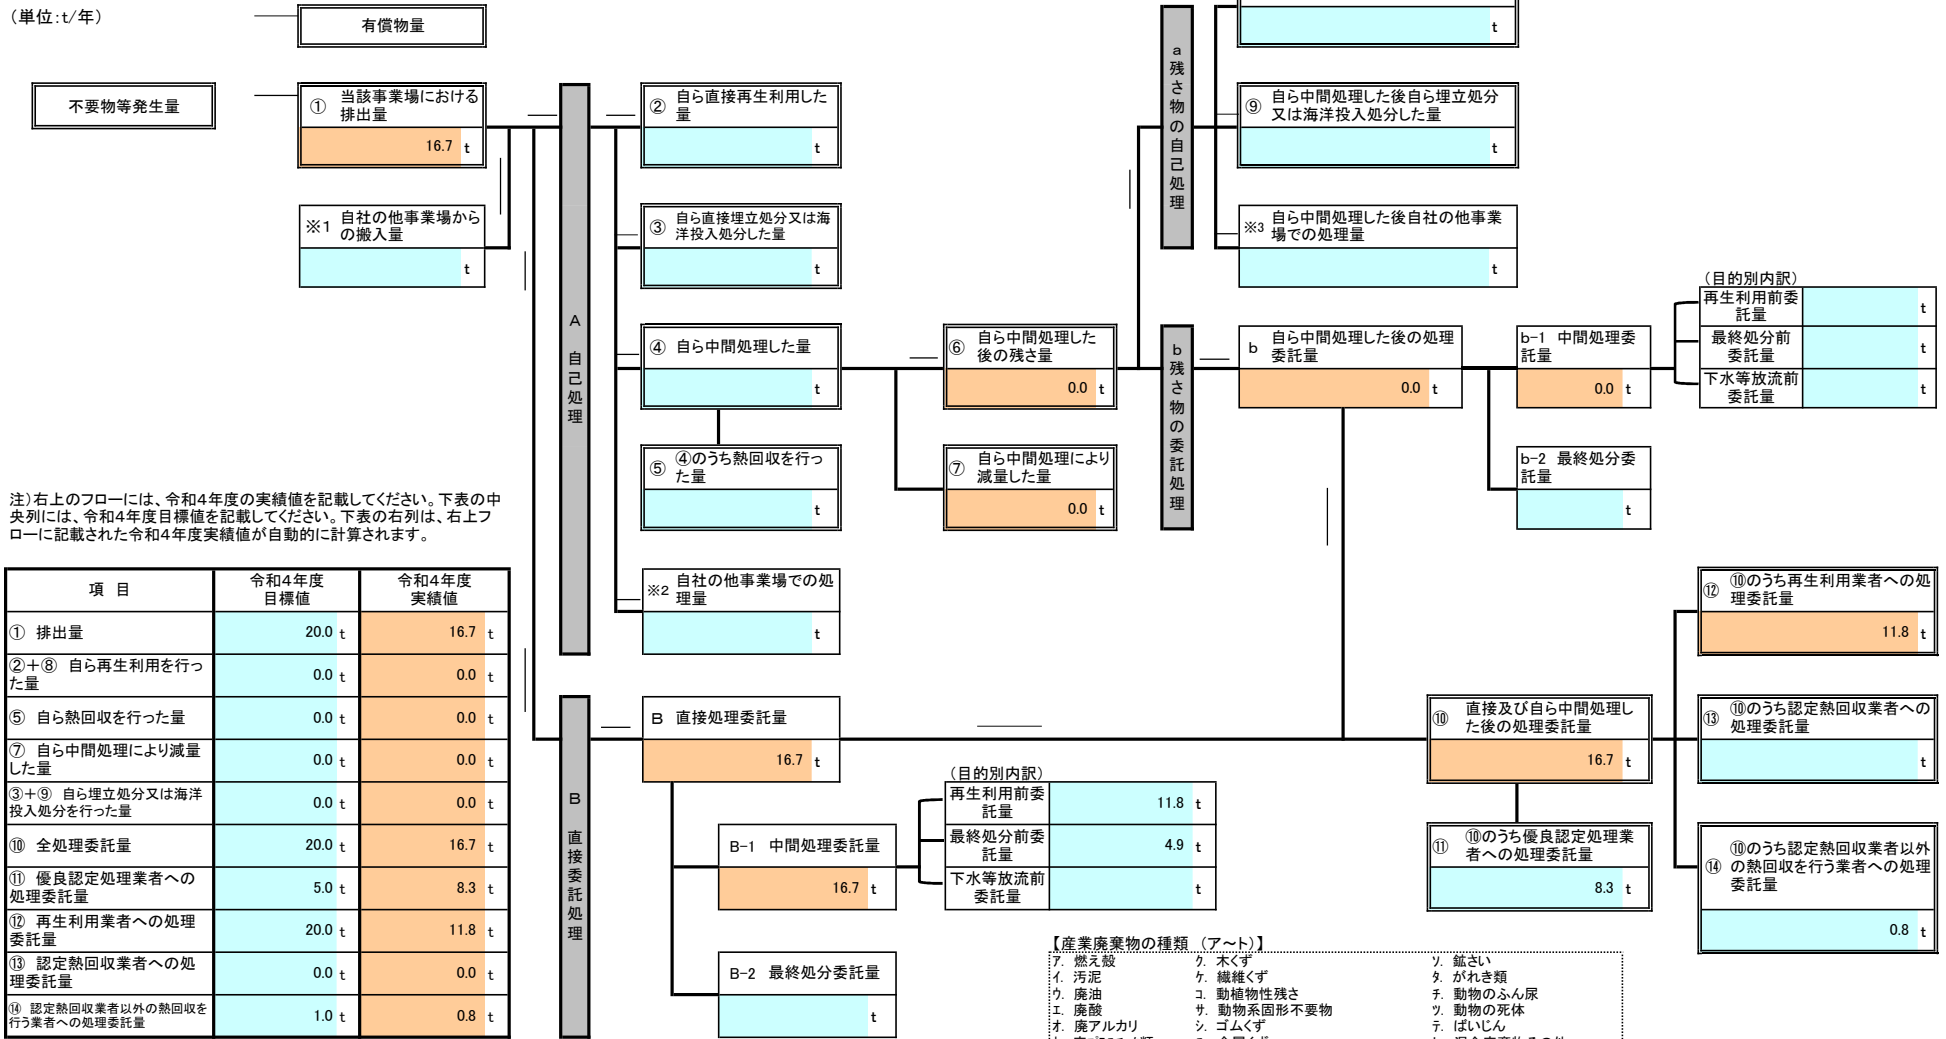 (単位:t/年)
有償物量
t
不要物等発生量
① 当該事業場における
排出量
16.7 t
※1 自社の他事業場から
の搬入量
t
A 自己処理
② 自ら直接再生利用した
量
t
③ 自ら直接埋立処分又は海
洋投入処分した量
t
④ 自ら中間処理した量
t
⑤ ④のうち熱回収を行っ
た量
t
※2 自社の他事業場での処
理量
t
⑥ 自ら中間処理した
後の残さ量
0.0 t
⑦ 自ら中間処理により
減量した量
0.0 t
a 残さ物の自己処理
⑨ 自ら中間処理した後自ら埋立処分
又は海洋投入処分した量
t
※3 自ら中間処理した後自社の他事業
場での処理量
t
b 残さ物の委託処理
b 自ら中間処理した後の処理
委託量
0.0 t
b-1 中間処理委
託量
0.0 t
b-2 最終処分委
託量
t
(目的別内訳)
再生利用前委
託量
t
最終処分前
委託量
t
下水等放流前
委託量
t
注)右上のフローには、令和4年度の実績値を記載してください。下表の中
央列には、令和4年度目標値を記載してください。下表の右列は、右上フ
ローに記載された令和4年度実績値が自動的に計算されます。
項 目 令和4年度 目標値 令和4年度 実績値
① 排出量 20.0 t 16.7 t
②+⑧ 自ら再生利用を行っ
た量 0.0 t 0.0 t
⑤ 自ら熱回収を行った量 0.0 t 0.0 t
⑦ 自ら中間処理により減量
した量 0.0 t 0.0 t
③+⑨ 自ら埋立処分又は海洋
投入処分を行った量 0.0 t 0.0 t
⑩ 全処理委託量 20.0 t 16.7 t
⑪ 優良認定処理業者への
処理委託量 5.0 t 8.3 t
⑫ 再生利用業者への処理
委託量 20.0 t 11.8 t
⑬ 認定熱回収業者への処
理委託量 0.0 t 0.0 t
⑭ 認定熱回収業者以外の熱回収を
行う業者への処理委託量 1.0 t 0.8 t
B 直接委託処理
B 直接処理委託量
16.7 t
B-1 中間処理委託量
16.7 t
B-2 最終処分委託量
t
(目的別内訳)
再生利用前委
託量
11.8 t
最終処分前委
託量
4.9 t
下水等放流前
委託量
t
⑩ 直接及び自ら中間処理し
た後の処理委託量
16.7 t
⑪ ⑩のうち優良認定処理業
者への処理委託量
8.3 t
⑫ ⑩のうち再生利用業者への処
理委託量
11.8 t
⑬ ⑩のうち認定熱回収業者への
処理委託量
t
⑭ ⑩のうち認定熱回収業者以外
の熱回収を行う業者への処理
委託量
0.8 t
【産業廃棄物の種類 (ア~ト)】
ア. 燃え殻 ク. 木くず ソ. 鉱さい
イ. 汚泥 ケ. 繊維くず タ. がれき類
ウ. 廃油 コ. 動植物性残さ チ. 動物のふん尿
エ. 廃酸 サ. 動物系固形不要物 ツ. 動物の死体
オ. 廃アルカリ シ. ゴムくず テ. ばいじん